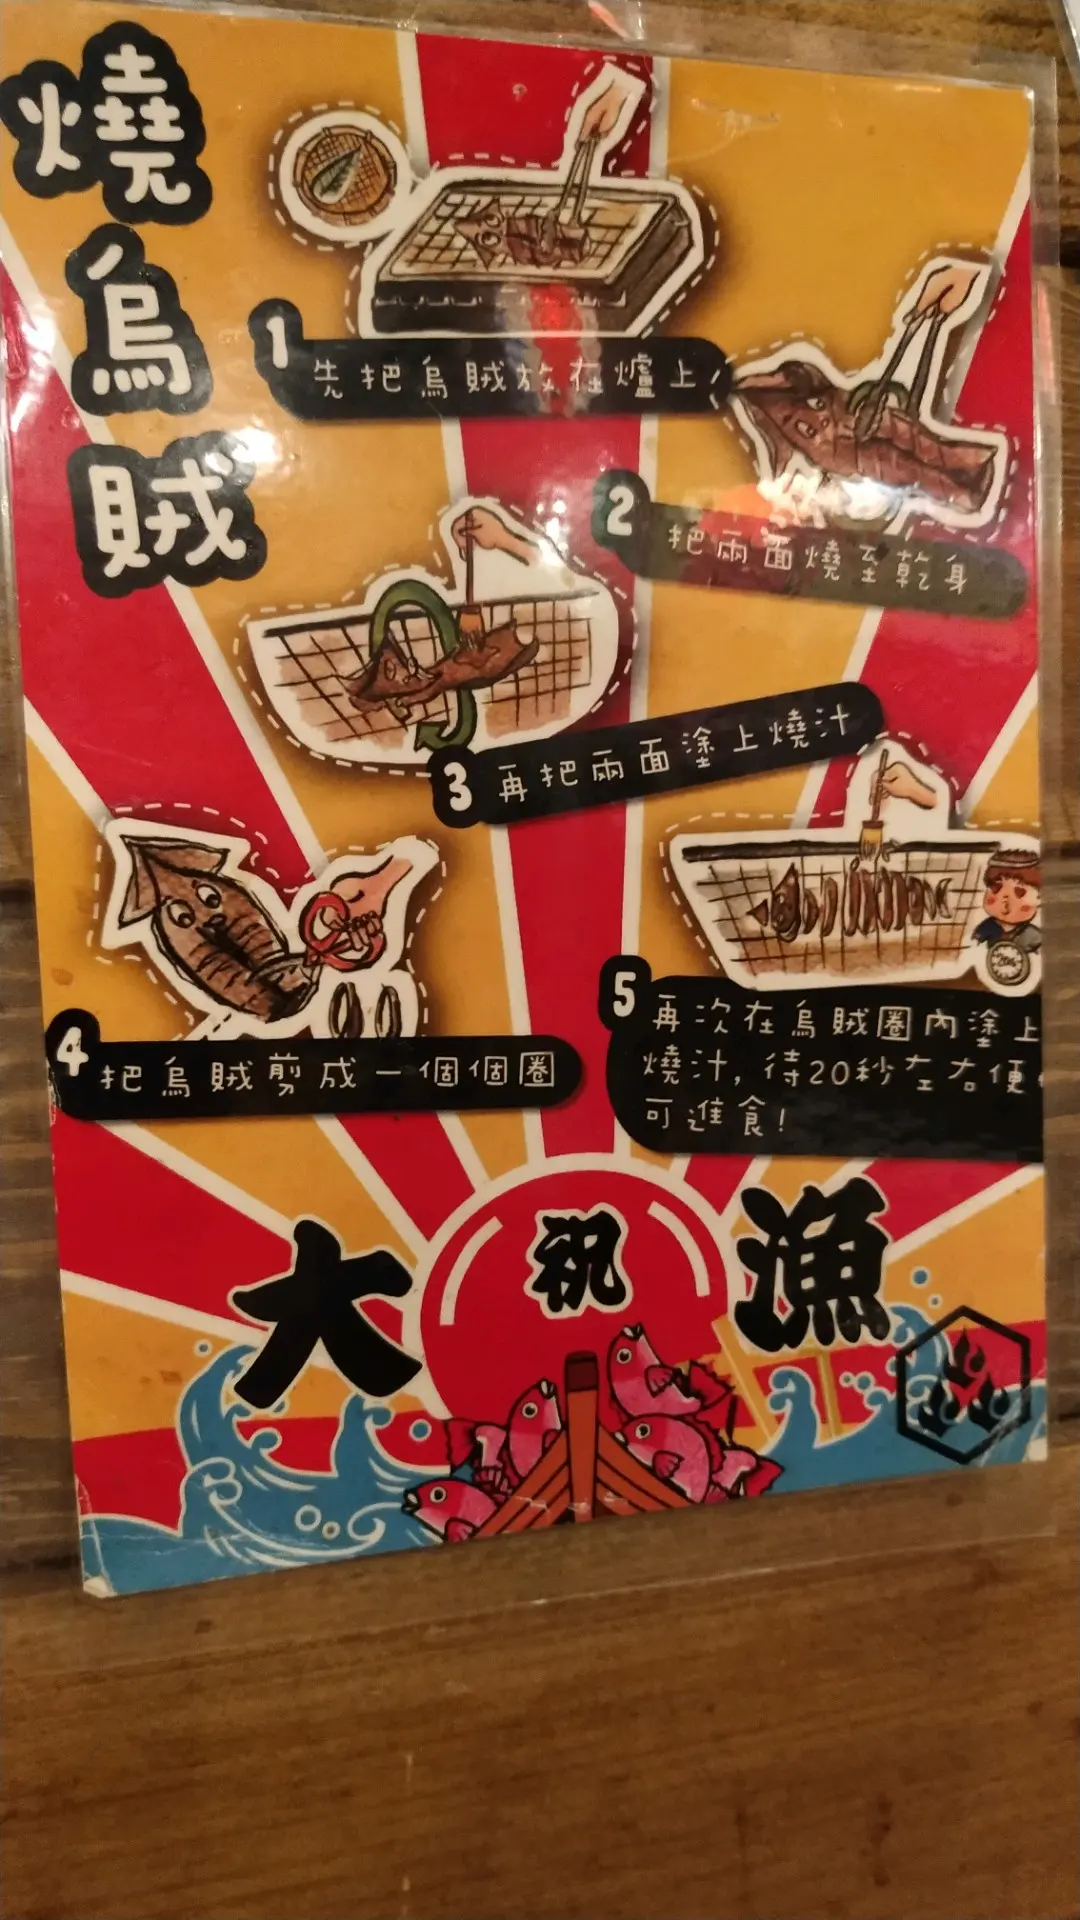 燒烏賊
1
先把烏賊放在爐上
2
把兩面燒至乾身
3
再把兩面塗上燒汁
4
把烏賊剪成一個個圈
5
再次在烏賊圈內塗上
燒汁，待20秒左右便
可進食！
大祝漁